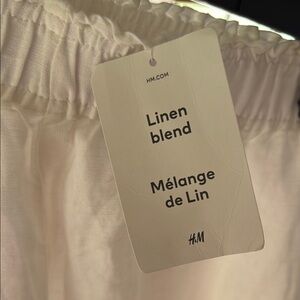 HM.COM
Linen
blend
Mélange
de Lin
H&M